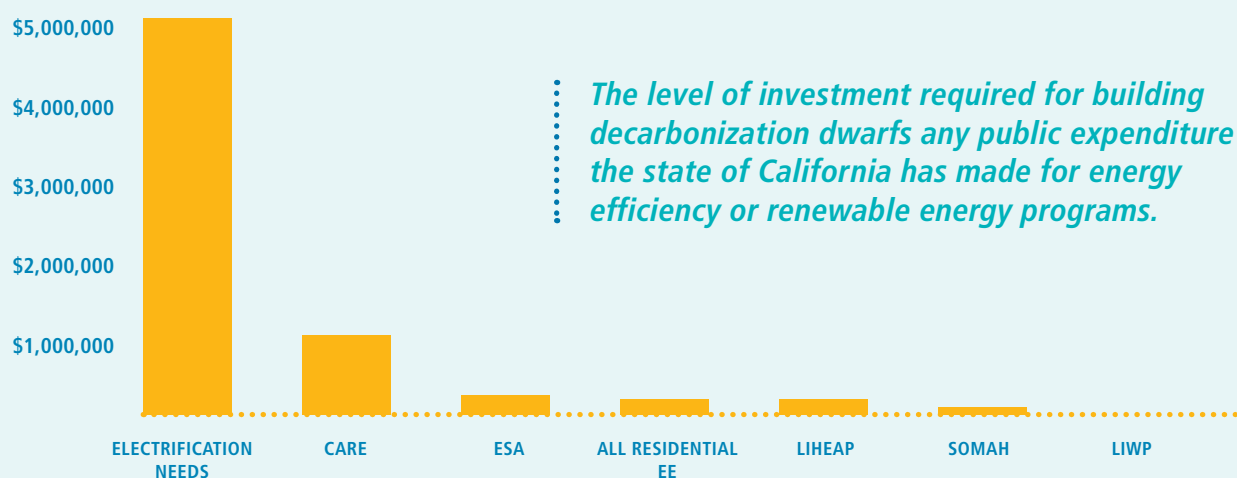 $5,000,000
$4,000,000
$3,000,000
$2,000,000
$1,000,000
The level of investment required for building
decarbonization dwarfs any public expenditure
the state of California has made for energy
efficiency or renewable energy programs.
ELECTRIFICATION
NEEDS
CARE
ESA
ALL RESIDENTIAL
EE
LIHEAP
SOMAH
LIWP